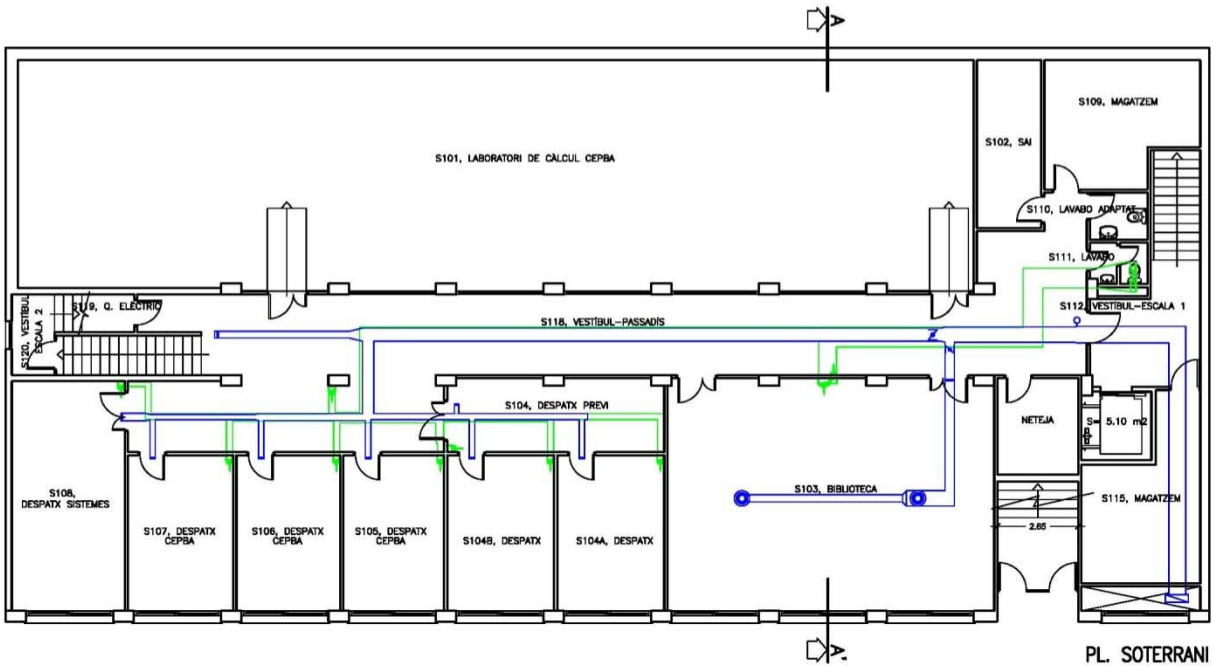 A
S109, MAGATZEM
S102, SAI
S101, LABORATORI DE CÀLCUL CEPBA
S110, LAVABO ADAPTAT
S111, LAVABO
S119, Q. ELÈCTRIC
S120, VESTÍBUL
ESCALA 2
S118, VESTÍBUL-PASSADÍS
S112, VESTÍBUL-ESCALA 1
S104, DESPATX PREVI
NETEJA
S= 5.10 m2
S108,
DESPATX SISTEMES
S103, BIBLIOTECA
S115, MAGATZEM
S107, DESPATX
CEPBA
S106, DESPATX
CEPBA
S105, DESPATX
CEPBA
S104B, DESPATX
S104A, DESPATX
2.65
A'
PL. SOTERRANI